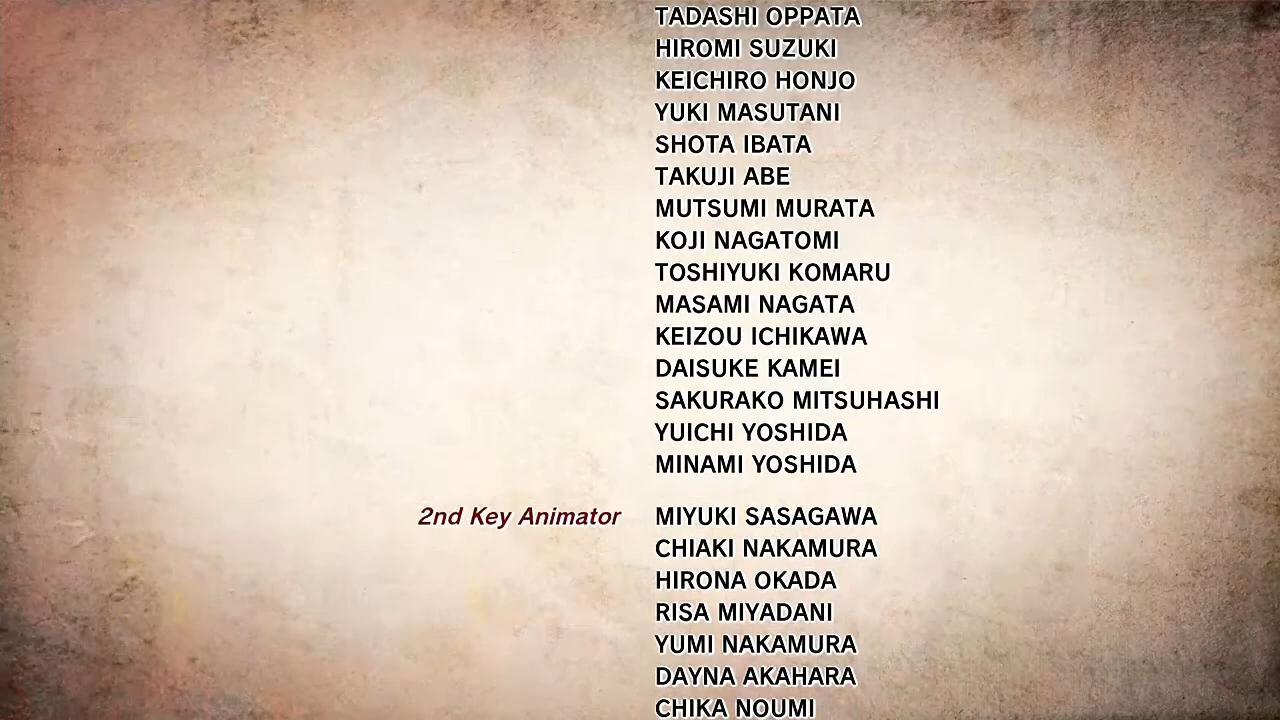 TADASHI OPPATA
HIROMI SUZUKI
KEICHIRO HONJO
YUKI MASUTANI
SHOTA IBATA
TAKUJI ABE
MUTSUMI MURATA
KOJI NAGATOMI
TOSHIYUKI KOMARU
MASAMI NAGATA
KEIZOU ICHIKAWA
DAISUKE KAMEI
SAKURAKO MITSUHASHI
YUICHI YOSHIDA
MINAMI YOSHIDA
2nd Key Animator MIYUKI SASAGAWA
CHIAKI NAKAMURA
HIRONA OKADA
RISA MIYADANI
YUMI NAKAMURA
DAYNA AKAHARA
CHIKA NOUMI